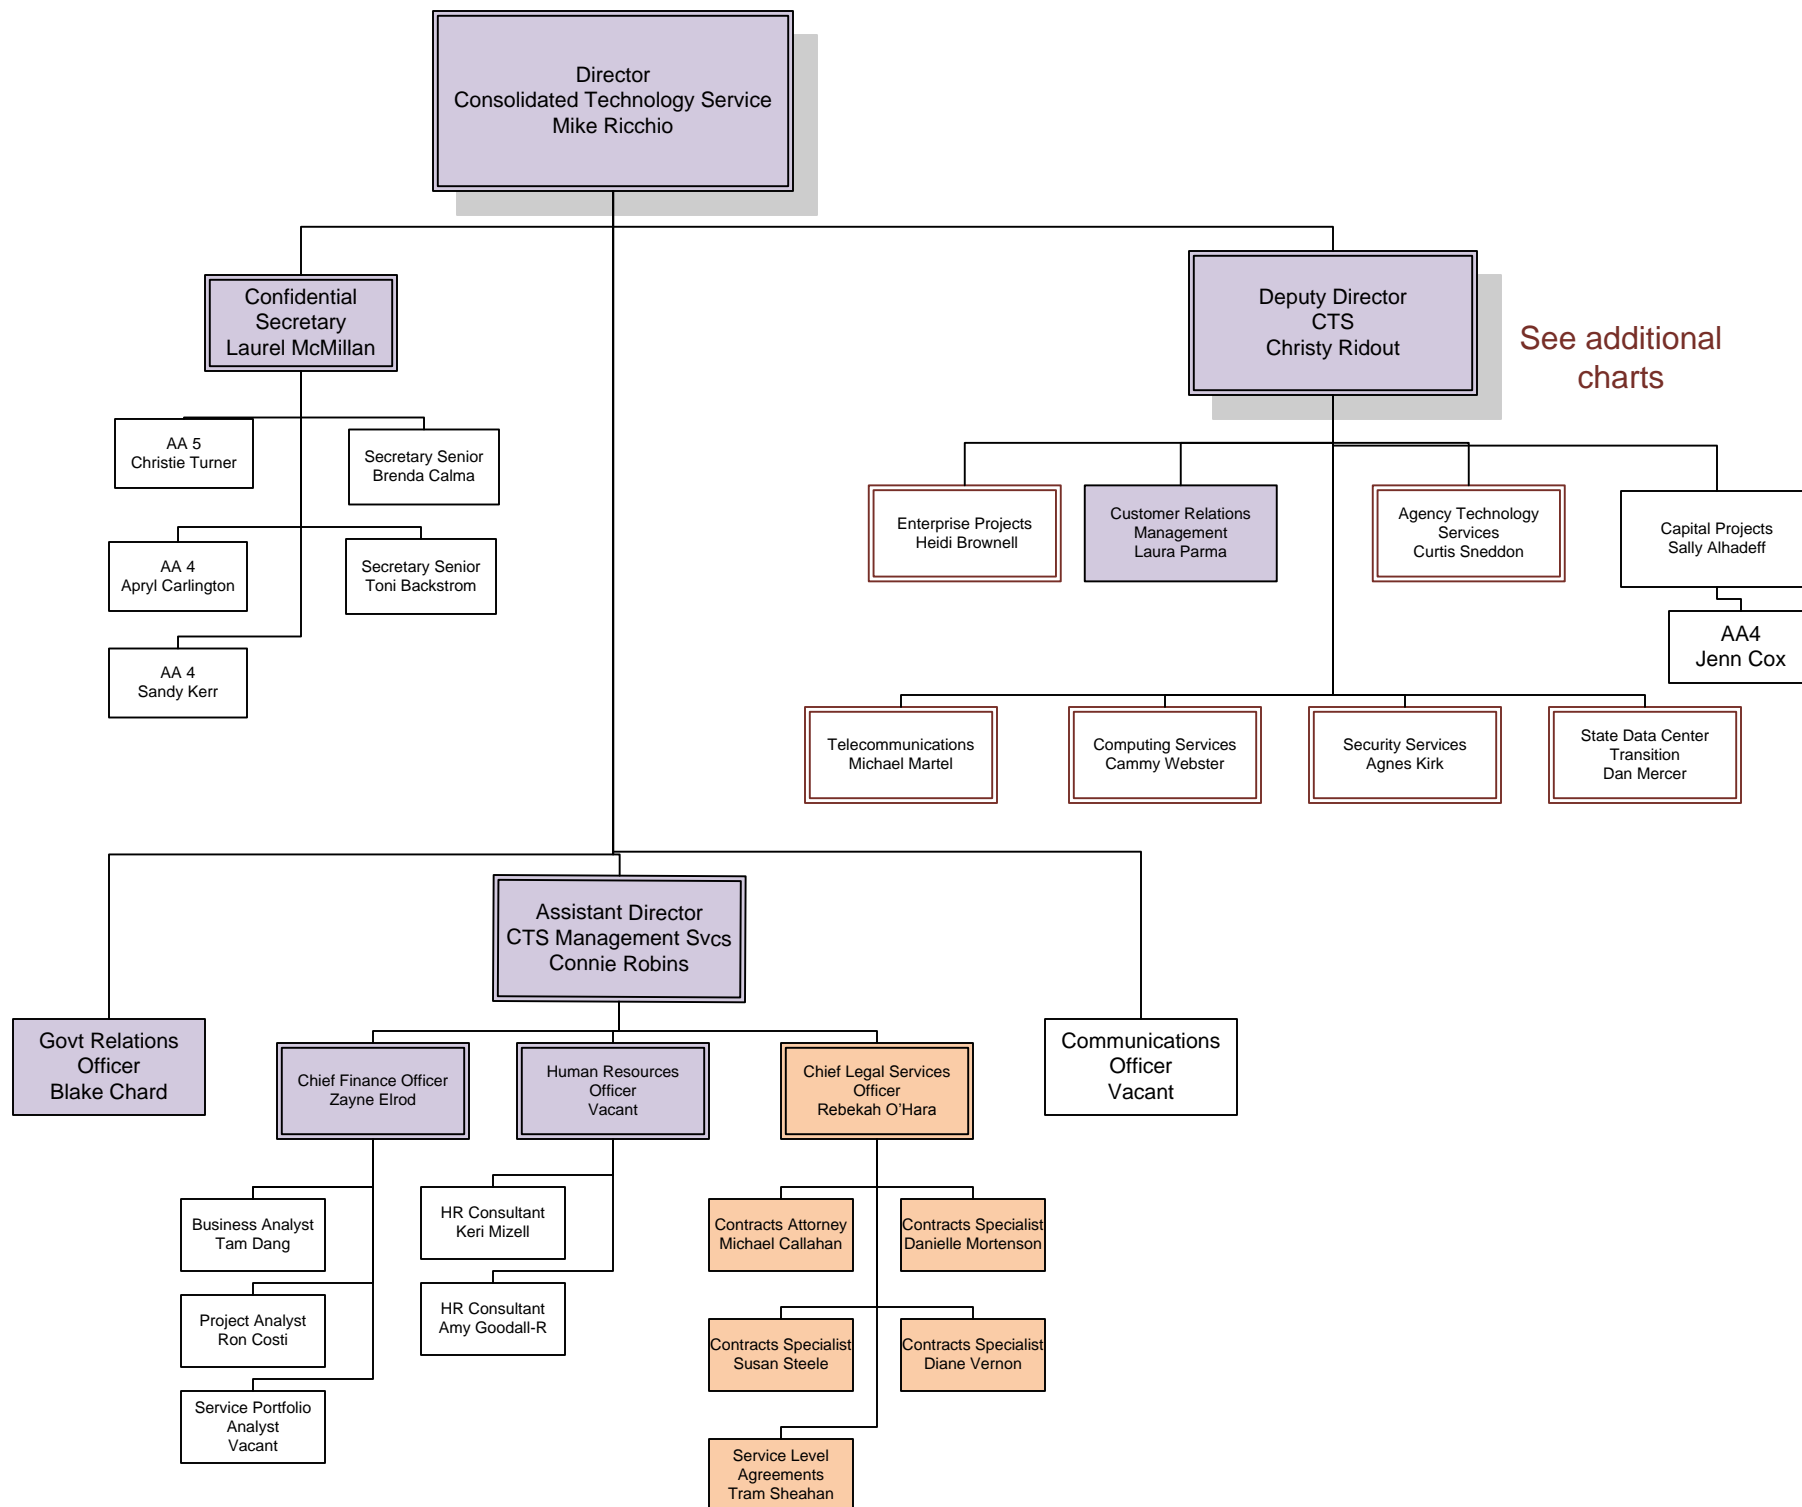 Director
Consolidated Technology Service
Mike Ricchio
Confidential
Secretary
Laurel McMillan
Deputy Director
CTS
Christy Ridout
See additional
charts
AA 5
Christie Turner
Secretary Senior
Brenda Calma
AA 4
Apryl Carlington
Secretary Senior
Toni Backstrom
AA 4
Sandy Kerr
Enterprise Projects
Heidi Brownell
Customer Relations
Management
Laura Parma
Agency Technology
Services
Curtis Sneddon
Capital Projects
Sally Alhadeff
AA4
Jenn Cox
Telecommunications
Michael Martel
Computing Services
Cammy Webster
Security Services
Agnes Kirk
State Data Center
Transition
Dan Mercer
Assistant Director
CTS Management Svcs
Connie Robins
Govt Relations
Officer
Blake Chard
Chief Finance Officer
Zayne Elrod
Human Resources
Officer
Vacant
Chief Legal Services
Officer
Rebekah O'Hara
Communications
Officer
Vacant
Business Analyst
Tam Dang
HR Consultant
Keri Mizell
Contracts Attorney
Michael Callahan
Contracts Specialist
Danielle Mortenson
Project Analyst
Ron Costi
HR Consultant
Amy Goodall-R
Contracts Specialist
Susan Steele
Contracts Specialist
Diane Vernon
Service Portfolio
Analyst
Vacant
Service Level
Agreements
Tram Sheahan